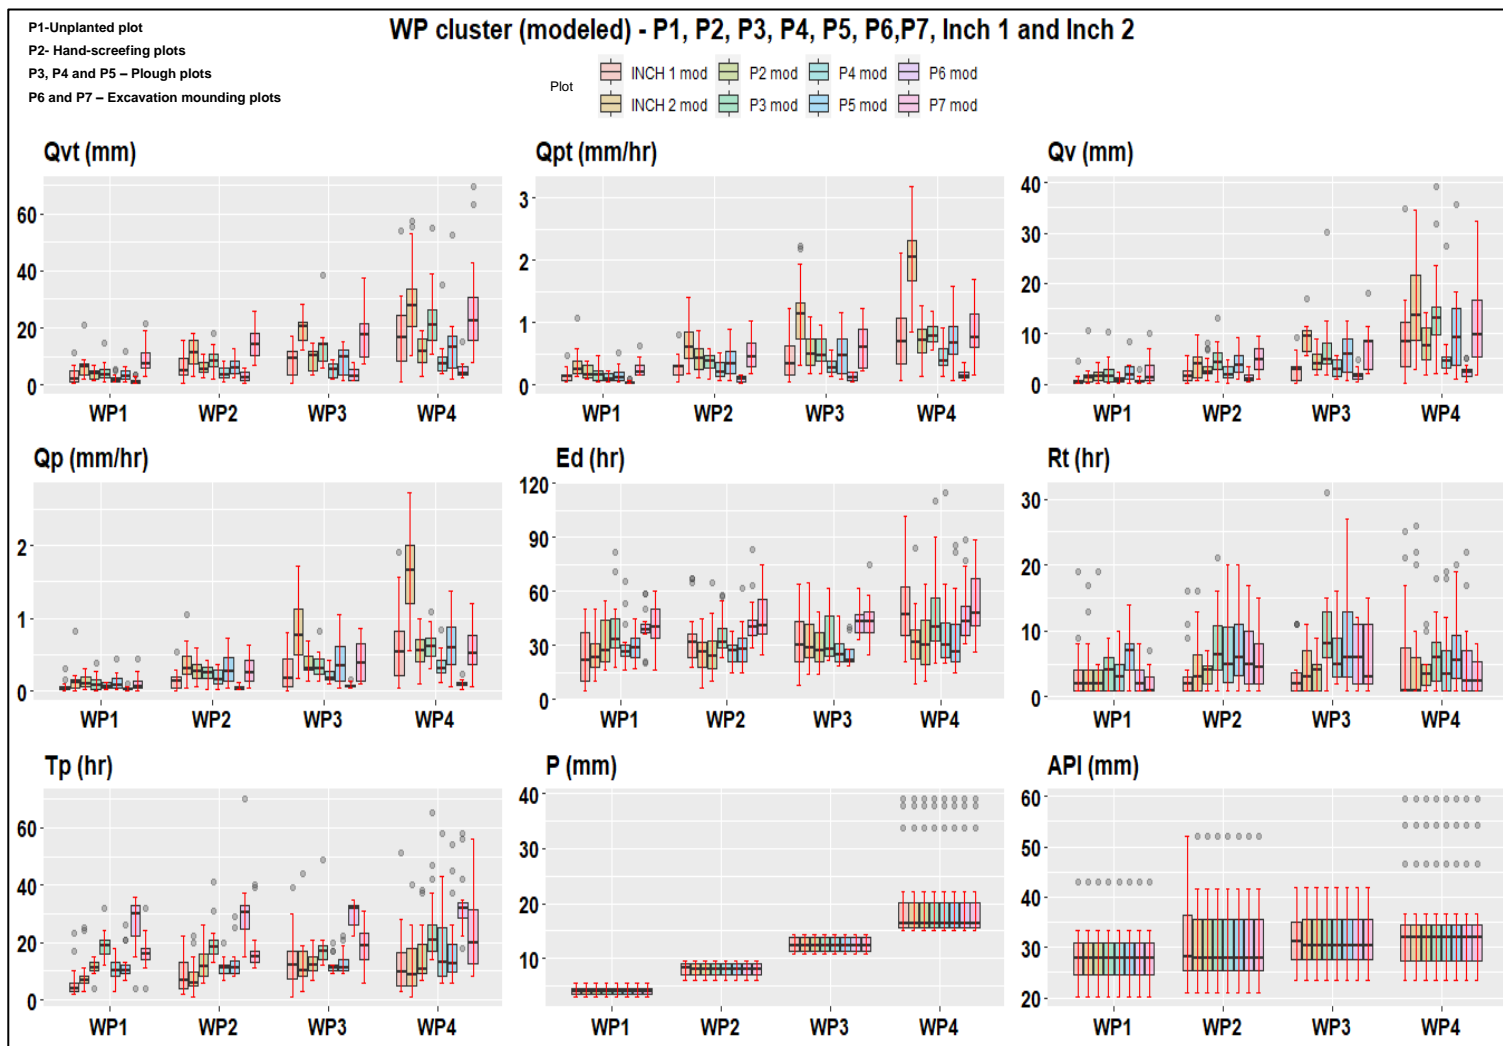 P1-Unplanted plot
P2- Hand-screefing plots
P3, P4 and P5 – Plough plots
P6 and P7 – Excavation mounding plots
WP cluster (modeled) - P1, P2, P3, P4, P5, P6,P7, Inch 1 and Inch 2
Plot
INCH 1 mod P2 mod P4 mod P6 mod
INCH 2 mod P3 mod P5 mod P7 mod
Qvt (mm)
60
40
20
0
WP1 WP2 WP3 WP4
Qpt (mm/hr)
3
2
1
0
WP1 WP2 WP3 WP4
Qv (mm)
40
30
20
10
0
WP1 WP2 WP3 WP4
Qp (mm/hr)
2
1
0
WP1 WP2 WP3 WP4
Ed (hr)
120
90
60
30
0
WP1 WP2 WP3 WP4
Rt (hr)
30
20
10
0
WP1 WP2 WP3 WP4
Tp (hr)
60
40
20
0
WP1 WP2 WP3 WP4
P (mm)
40
30
20
10
WP1 WP2 WP3 WP4
API (mm)
60
50
40
30
20
WP1 WP2 WP3 WP4